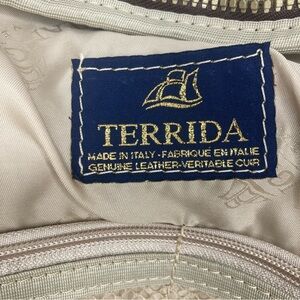 TERRIDA
MADE IN ITALY - FABRIQUE EN ITALIE
GENUINE LEATHER-VERITABLE CUIR